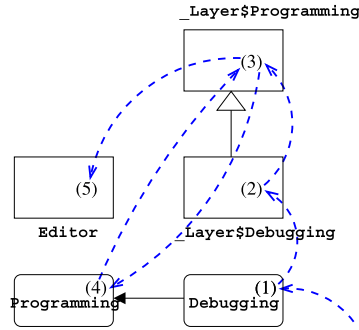 _Layer$Programming
(3)
(5)
(2)
Editor
_Layer$Debugging
(4)
(1)
Programming
Debugging